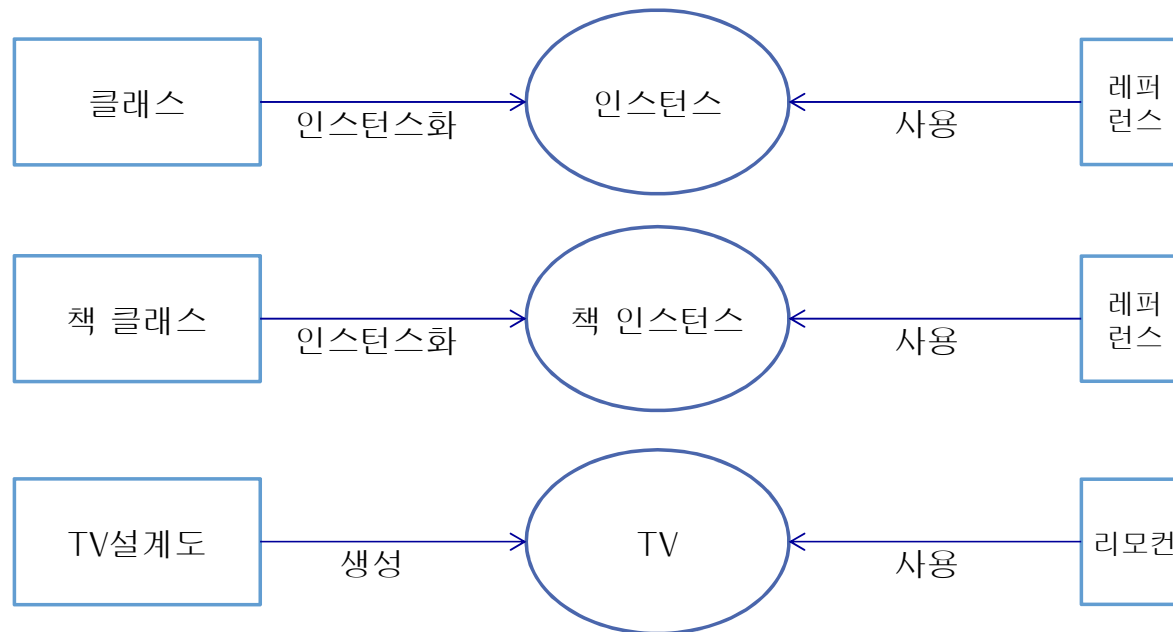 클래스
인스턴스화
인스턴스
사용
레퍼
런스
책 클래스
인스턴스화
책 인스턴스
사용
레퍼
런스
TV설계도
생성
TV
사용
리모컨